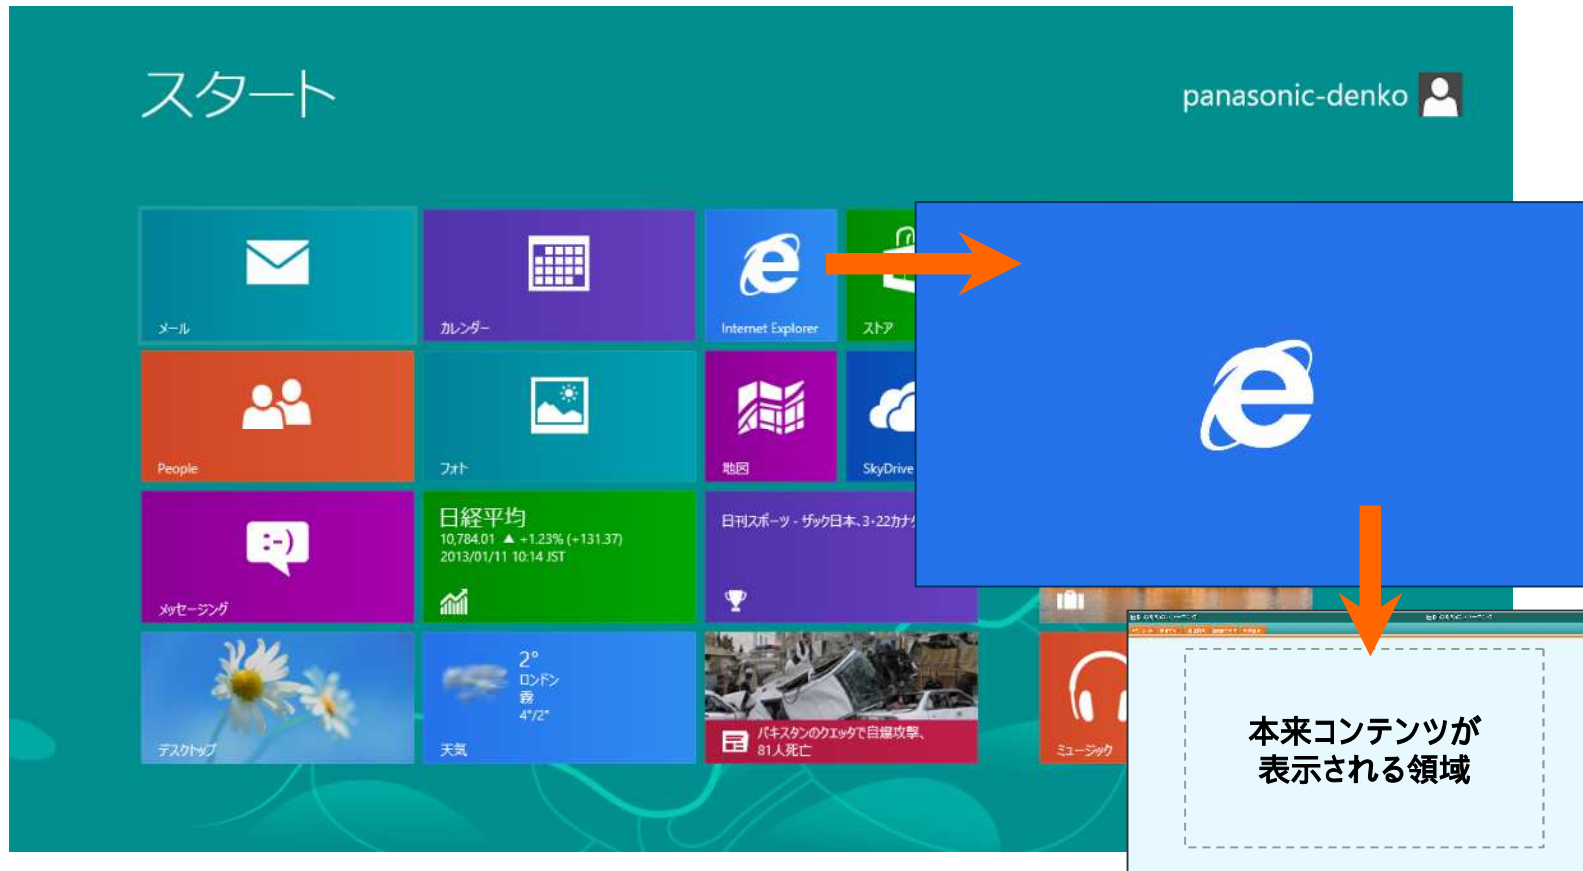 スタート
panasonic-denko
メール
カレンダー
Internet Explorer
ストア
People
フォト
地図
SkyDrive
メッセージング
:-)
日経平均
10,784.01 ▲ +1.23% (+131.37)
2013/01/11 10:14 JST
日刊スポーツ - ザック日本、3・22カナ
デスクトップ
2°
ロンドン
霧
4°/2°
天気
パキスタンのクエッタで自爆攻撃、
81人死亡
ミュージック
本来コンテンツが
表示される領域